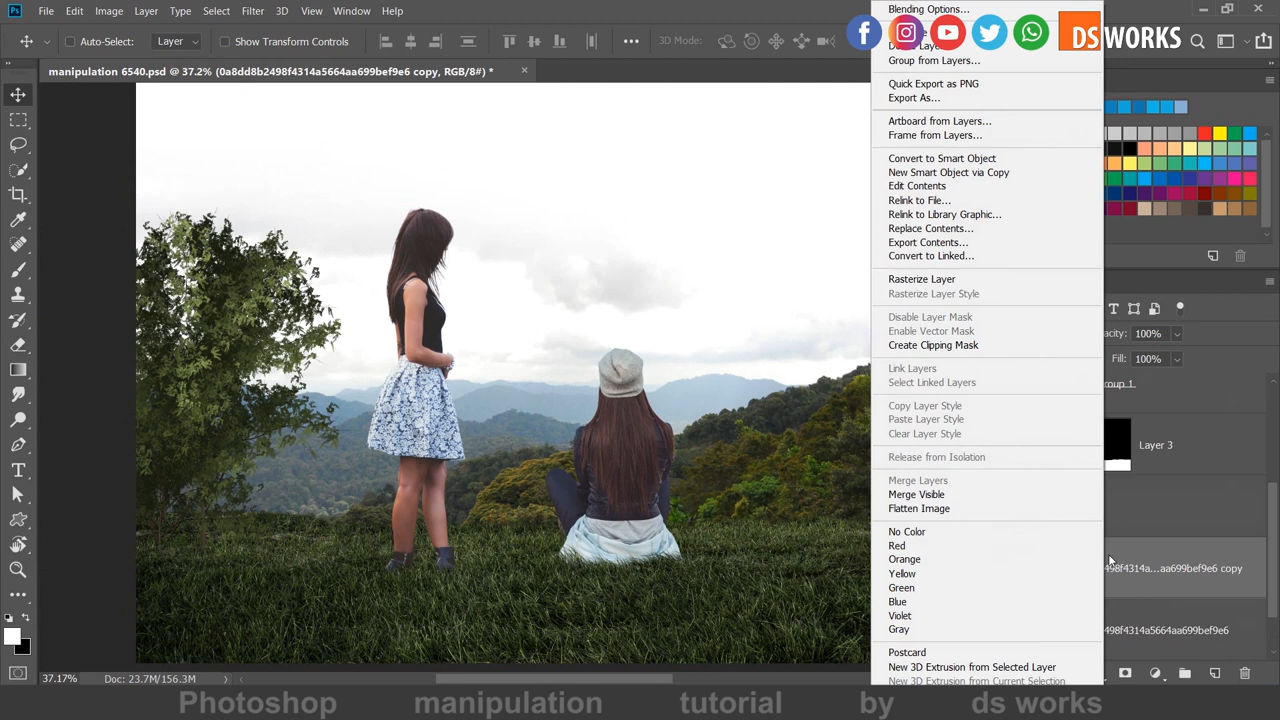 Ps File Edit Image Layer Type Select Filter 3D View Window Help
Auto-Select: Layer Show Transform Controls 3D Mode:
DS WORKS
manipulation 6540.psd @ 37.2% (0a8dd8b2498f4314a5664aa699bef9e6 copy, RGB/8#) *
Blending Options...
Group from Layers...
Quick Export as PNG
Export As...
Artboard from Layers...
Frame from Layers...
Convert to Smart Object
New Smart Object via Copy
Edit Contents
Relink to File...
Relink to Library Graphic...
Replace Contents...
Export Contents...
Convert to Linked...
Rasterize Layer
Rasterize Layer Style
Disable Layer Mask
Enable Vector Mask
Create Clipping Mask
Link Layers
Select Linked Layers
Copy Layer Style
Paste Layer Style
Clear Layer Style
Release from Isolation
Merge Layers
Merge Visible
Flatten Image
No Color
Red
Orange
Yellow
Green
Blue
Violet
Gray
Postcard
New 3D Extrusion from Selected Layer
New 3D Extrusion from Current Selection
acity: 100%
Fill: 100%
roup 1
Layer 3
498f4314a...aa699bef9e6 copy
498f4314a5664aa699bef9e6
37.17% Doc: 23.7M/156.3M
Photoshop manipulation tutorial by ds works